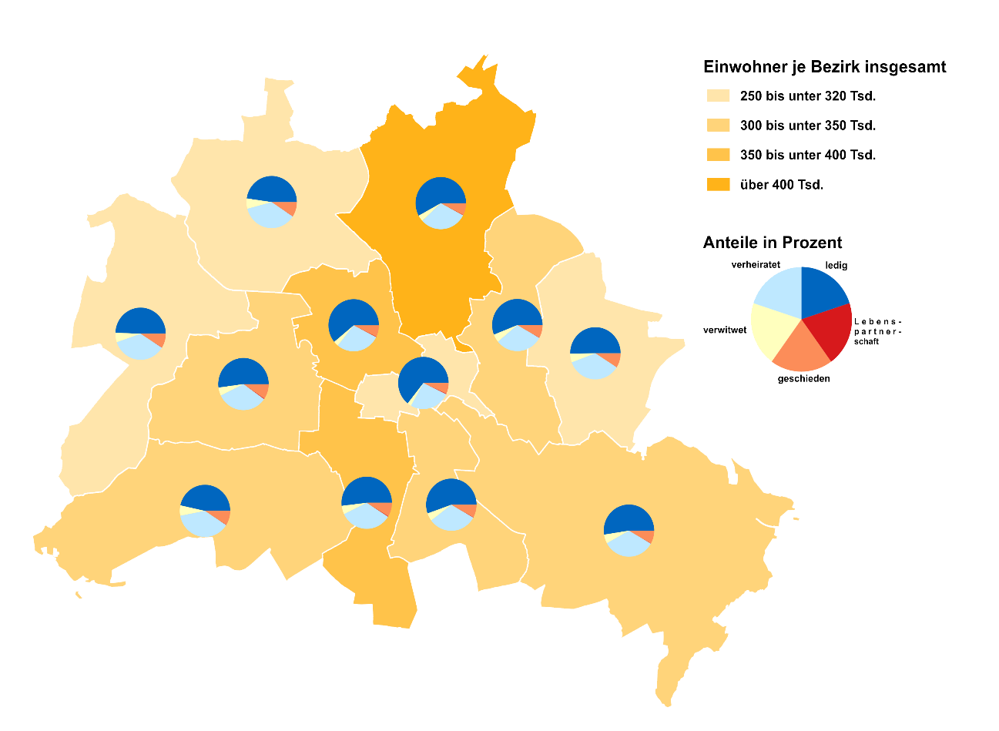 Einwohner je Bezirk insgesamt
250 bis unter 320 Tsd.
300 bis unter 350 Tsd.
350 bis unter 400 Tsd.
über 400 Tsd.
Anteile in Prozent
verheiratet
ledig
Lebens-
partner-
schaft
verwitwet
geschieden